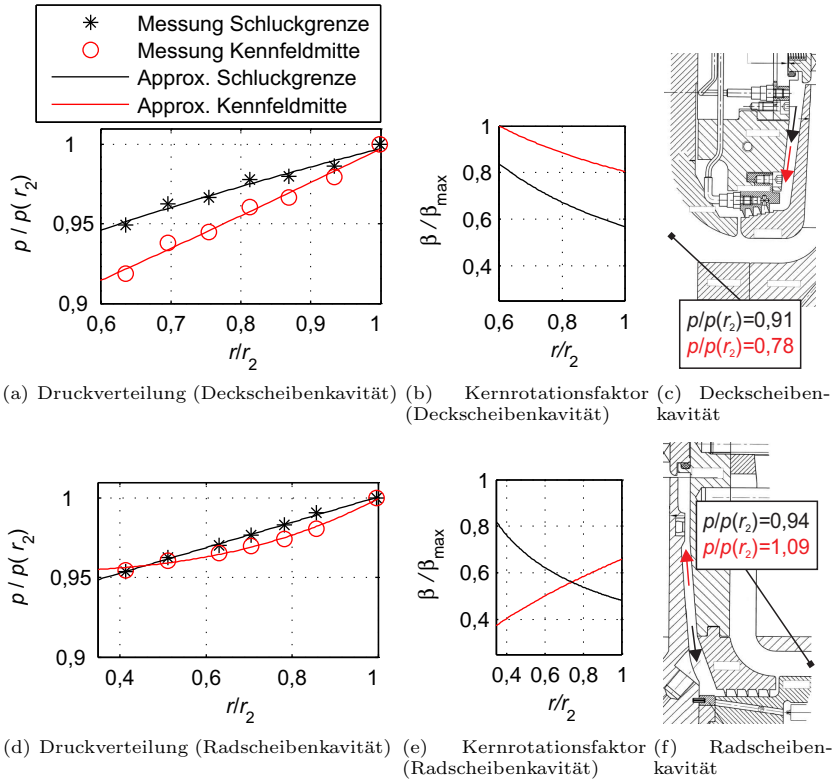 Messung Schluckgrenze
Messung Kennfeldmitte
Approx. Schluckgrenze
Approx. Kennfeldmitte
1
0,95
0,9
p / p( r₂)
0,6
0,7
0,8
0,9
1
r/r₂
1
0,8
0,6
0,4
β / βmax
0,6
0,8
1
r/r₂
p/p(r₂)=0,91
p/p(r₂)=0,78
(a) Druckverteilung (Deckscheibenkavität)
(b) Kernrotationsfaktor
(Deckscheibenkavität)
(c) Deckscheiben-
kavität
1
0,95
0,9
p / p( r₂)
0,4
0,6
0,8
1
r/r₂
1
0,8
0,6
0,4
β / βmax
0,4
0,6
0,8
1
r/r₂
p/p(r₂)=0,94
p/p(r₂)=1,09
(d) Druckverteilung (Radscheibenkavität)
(e) Kernrotationsfaktor
(Radscheibenkavität)
(f) Radscheiben-
kavität